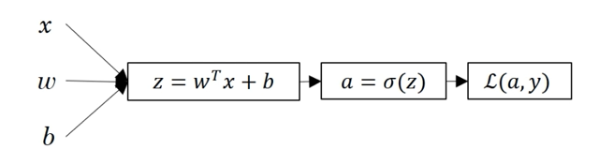 x
w
z = w^T x + b
a = σ(z)
ℒ(a, y)
b